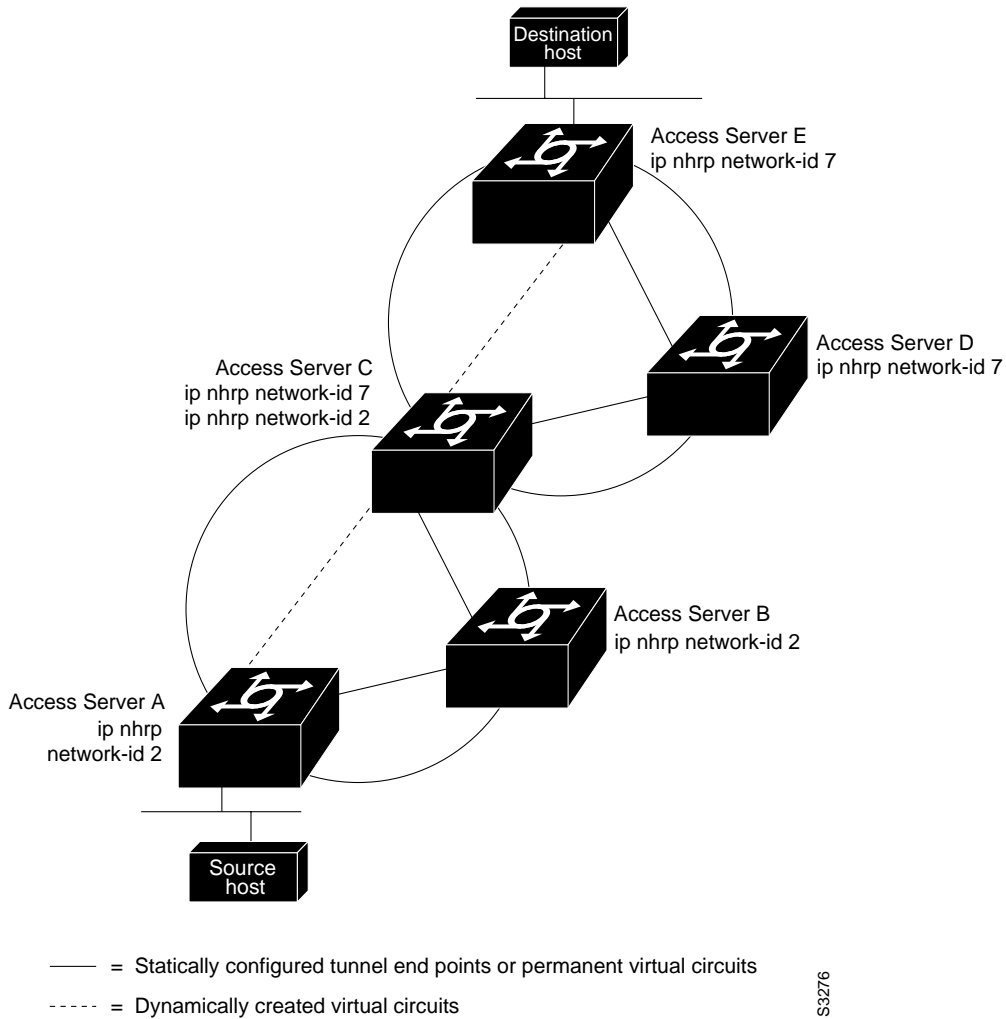 Destination
host
Access Server E
ip nhrp network-id 7
Access Server D
ip nhrp network-id 7
Access Server C
ip nhrp network-id 7
ip nhrp network-id 2
Access Server B
ip nhrp network-id 2
Access Server A
ip nhrp
network-id 2
Source
host
= Statically configured tunnel end points or permanent virtual circuits
= Dynamically created virtual circuits
S3276